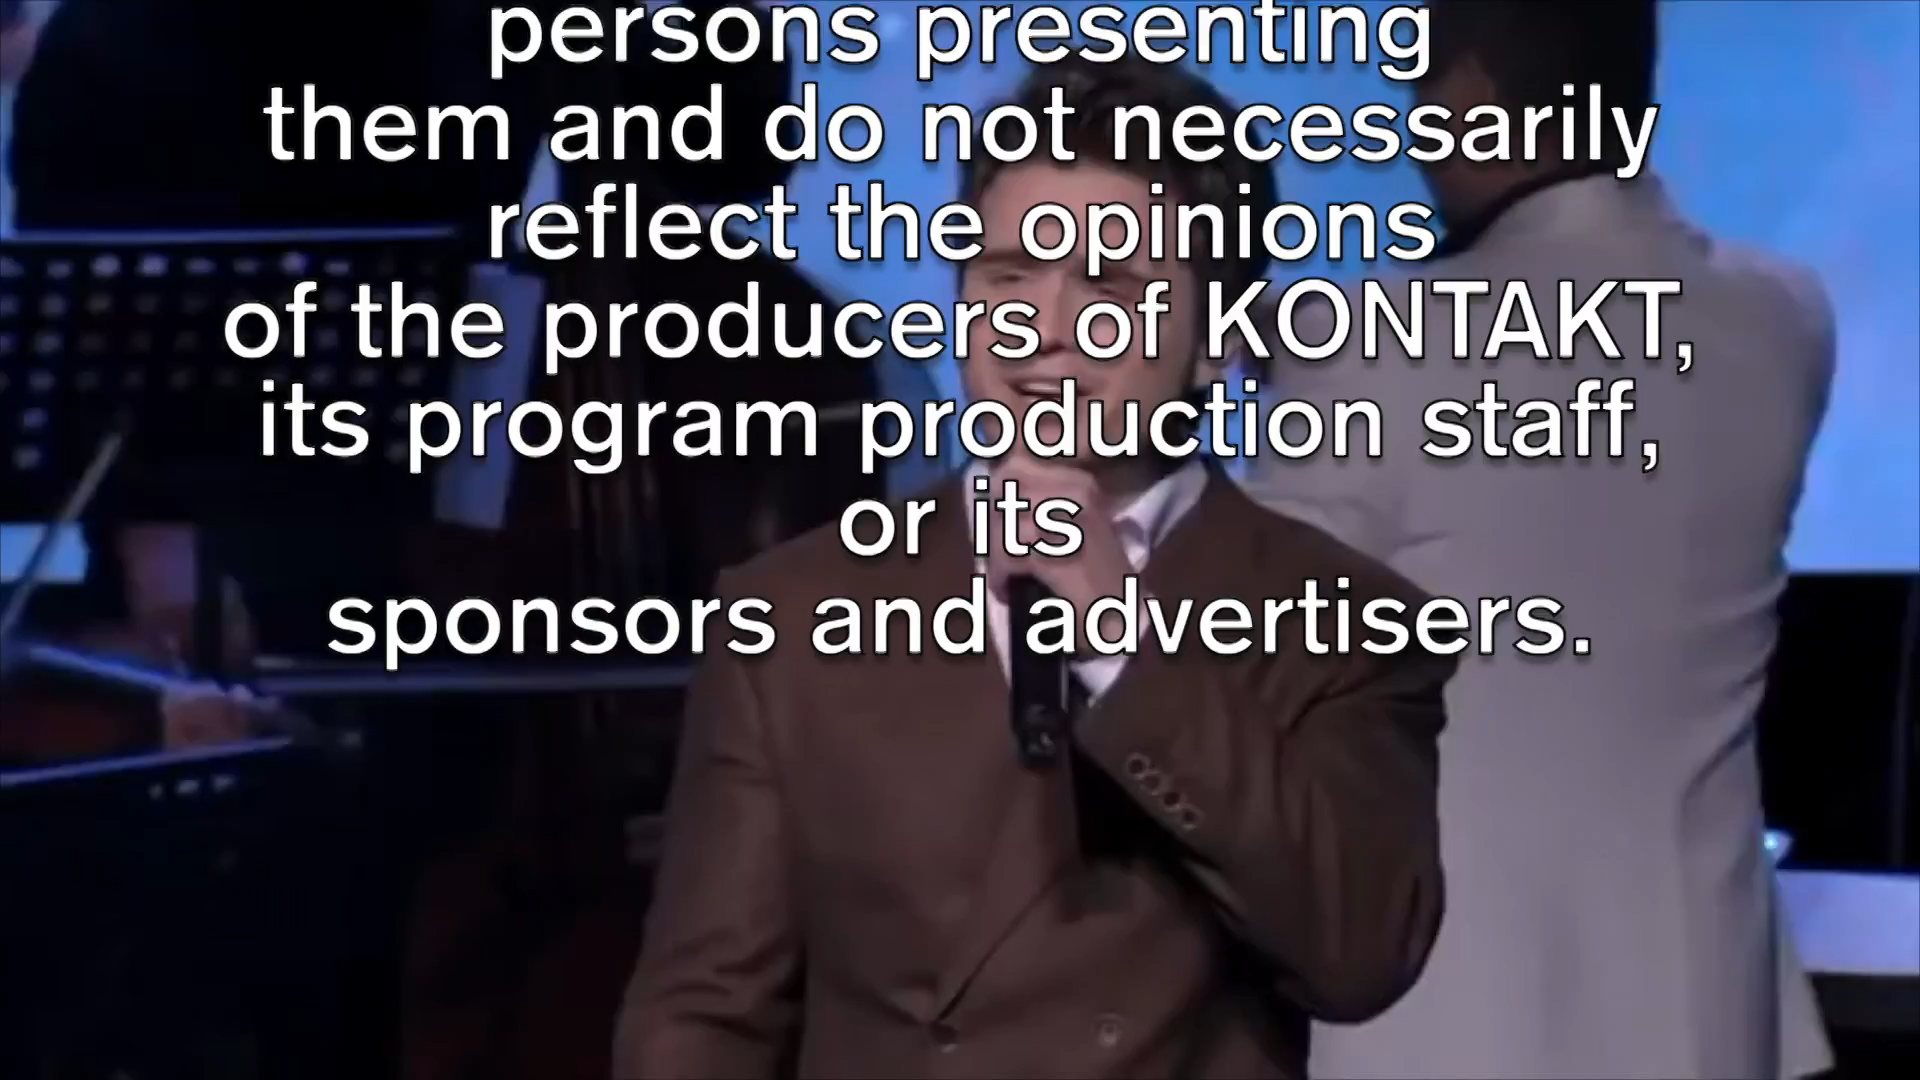 persons presenting
them and do not necessarily
reflect the opinions
of the producers of KONTAKT,
its program production staff,
or its
sponsors and advertisers.